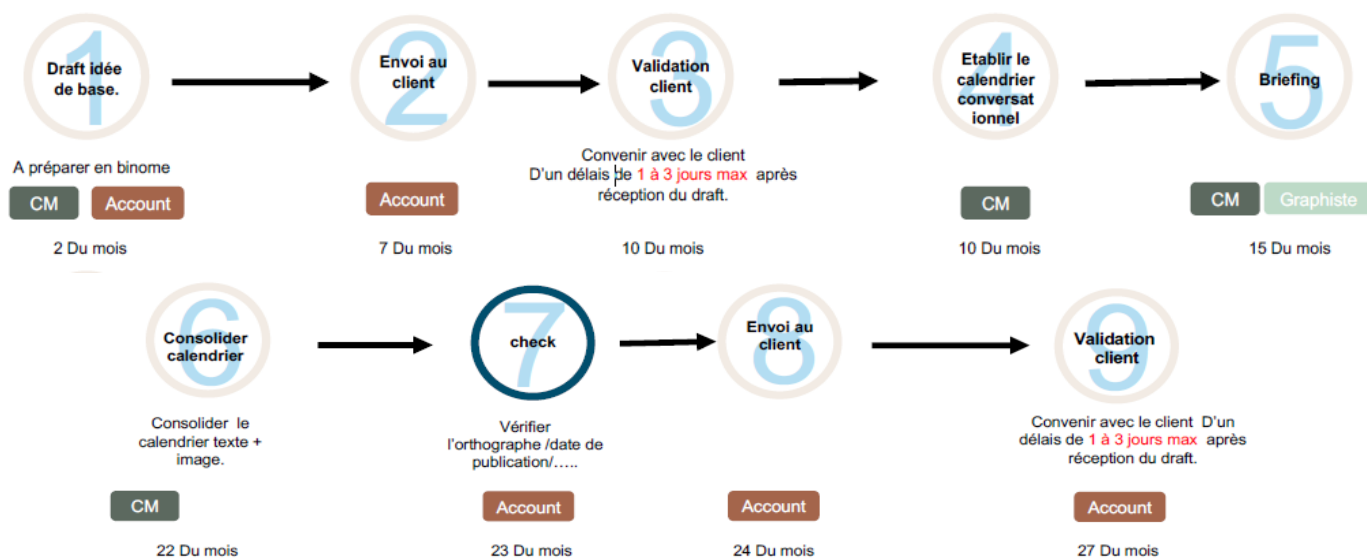 1
Draft idée
de base.
2
Envoi au
client
3
Validation
client
4
Etablir le
calendrier
conversat
ionnel
5
Briefing
A préparer en binome
CM
Account
2 Du mois
Account
7 Du mois
Convenir avec le client
D'un délais de 1 à 3 jours max après
réception du draft.
10 Du mois
CM
10 Du mois
CM
Graphiste
15 Du mois
6
Consolider
calendrier
7
check
8
Envoi au
client
9
Validation
client
Consolider le
calendrier texte +
image.
CM
22 Du mois
Vérifier
l'orthographe /date de
publication/…..
Account
23 Du mois
Account
24 Du mois
Convenir avec le client D'un
délais de 1 à 3 jours max après
réception du draft.
Account
27 Du mois